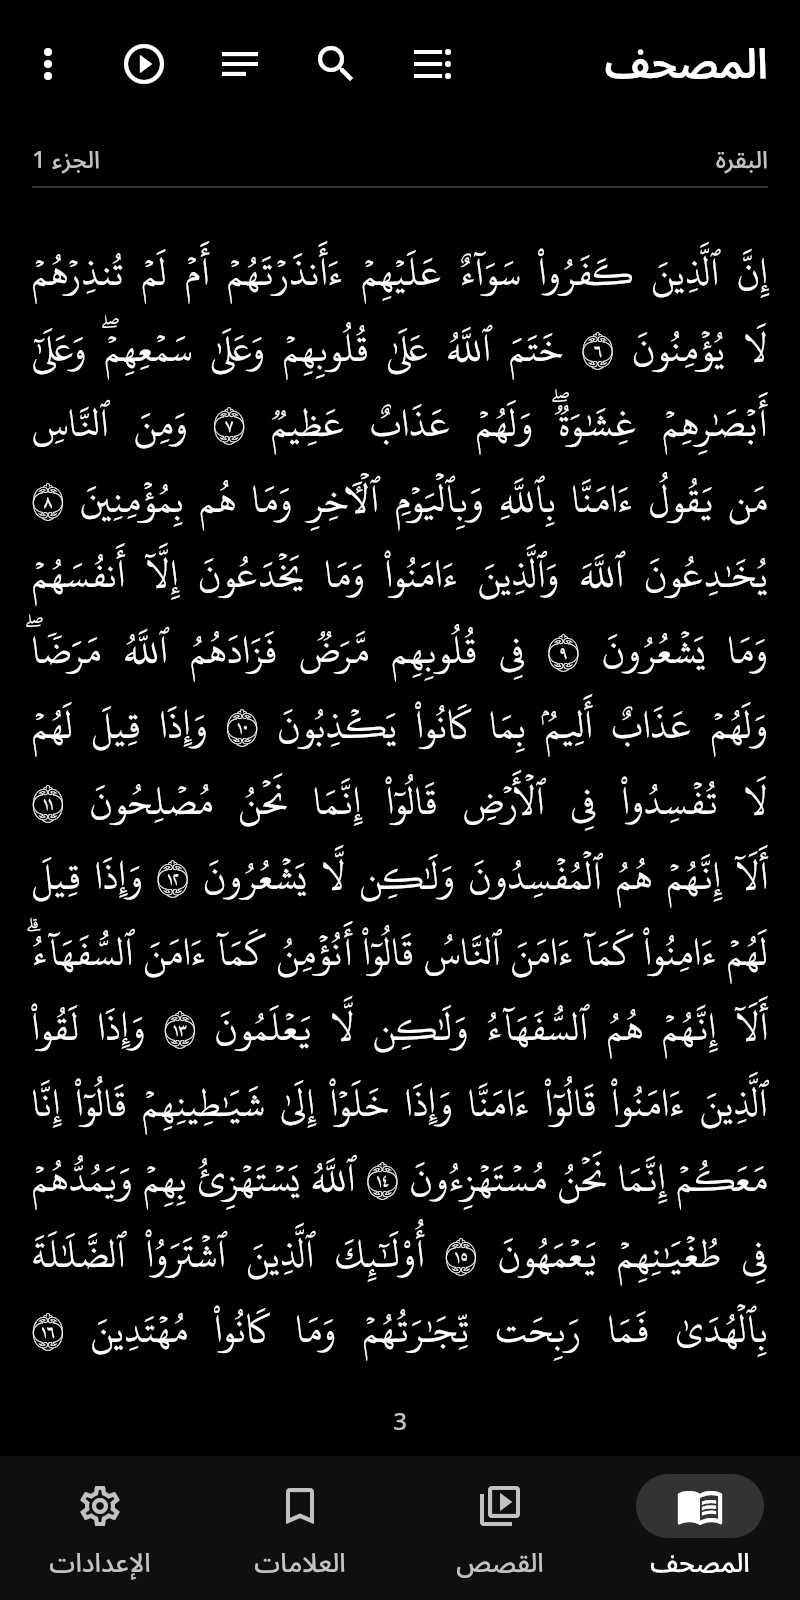 المصحف
البقرة
الجزء 1
إِنَّ ٱلَّذِينَ كَفَرُوا۟ سَوَآءٌ عَلَيْهِمْ ءَأَنذَرْتَهُمْ أَمْ لَمْ تُنذِرْهُمْ
لَا يُؤْمِنُونَ ٦ خَتَمَ ٱللَّهُ عَلَىٰ قُلُوبِهِمْ وَعَلَىٰ سَمْعِهِمْ ۖ وَعَلَىٰٓ
أَبْصَـٰرِهِمْ غِشَـٰوَةٌ ۖ وَلَهُمْ عَذَابٌ عَظِيمٌ ٧ وَمِنَ ٱلنَّاسِ
مَن يَقُولُ ءَامَنَّا بِٱللَّهِ وَبِٱلْيَوْمِ ٱلْـَٔاخِرِ وَمَا هُم بِمُؤْمِنِينَ ٨
يُخَـٰدِعُونَ ٱللَّهَ وَٱلَّذِينَ ءَامَنُوا۟ وَمَا يَخْدَعُونَ إِلَّآ أَنفُسَهُمْ
وَمَا يَشْعُرُونَ ٩ فِى قُلُوبِهِم مَّرَضٌ فَزَادَهُمُ ٱللَّهُ مَرَضًا ۖ
وَلَهُمْ عَذَابٌ أَلِيمٌۢ بِمَا كَانُوا۟ يَكْذِبُونَ ١٠ وَإِذَا قِيلَ لَهُمْ
لَا تُفْسِدُوا۟ فِى ٱلْأَرْضِ قَالُوٓا۟ إِنَّمَا نَحْنُ مُصْلِحُونَ ١١
أَلَآ إِنَّهُمْ هُمُ ٱلْمُفْسِدُونَ وَلَـٰكِن لَّا يَشْعُرُونَ ١٢ وَإِذَا قِيلَ
لَهُمْ ءَامِنُوا۟ كَمَآ ءَامَنَ ٱلنَّاسُ قَالُوٓا۟ أَنُؤْمِنُ كَمَآ ءَامَنَ ٱلسُّفَهَآءُ ۗ
أَلَآ إِنَّهُمْ هُمُ ٱلسُّفَهَآءُ وَلَـٰكِن لَّا يَعْلَمُونَ ١٣ وَإِذَا لَقُوا۟
ٱلَّذِينَ ءَامَنُوا۟ قَالُوٓا۟ ءَامَنَّا وَإِذَا خَلَوْا۟ إِلَىٰ شَيَـٰطِينِهِمْ قَالُوٓا۟ إِنَّا
مَعَكُمْ إِنَّمَا نَحْنُ مُسْتَهْزِءُونَ ١٤ ٱللَّهُ يَسْتَهْزِئُ بِهِمْ وَيَمُدُّهُمْ
فِى طُغْيَـٰنِهِمْ يَعْمَهُونَ ١٥ أُو۟لَـٰٓئِكَ ٱلَّذِينَ ٱشْتَرَوُا۟ ٱلضَّلَـٰلَةَ
بِٱلْهُدَىٰ فَمَا رَبِحَت تِّجَـٰرَتُهُمْ وَمَا كَانُوا۟ مُهْتَدِينَ ١٦
3
المصحف
القصص
العلامات
الإعدادات